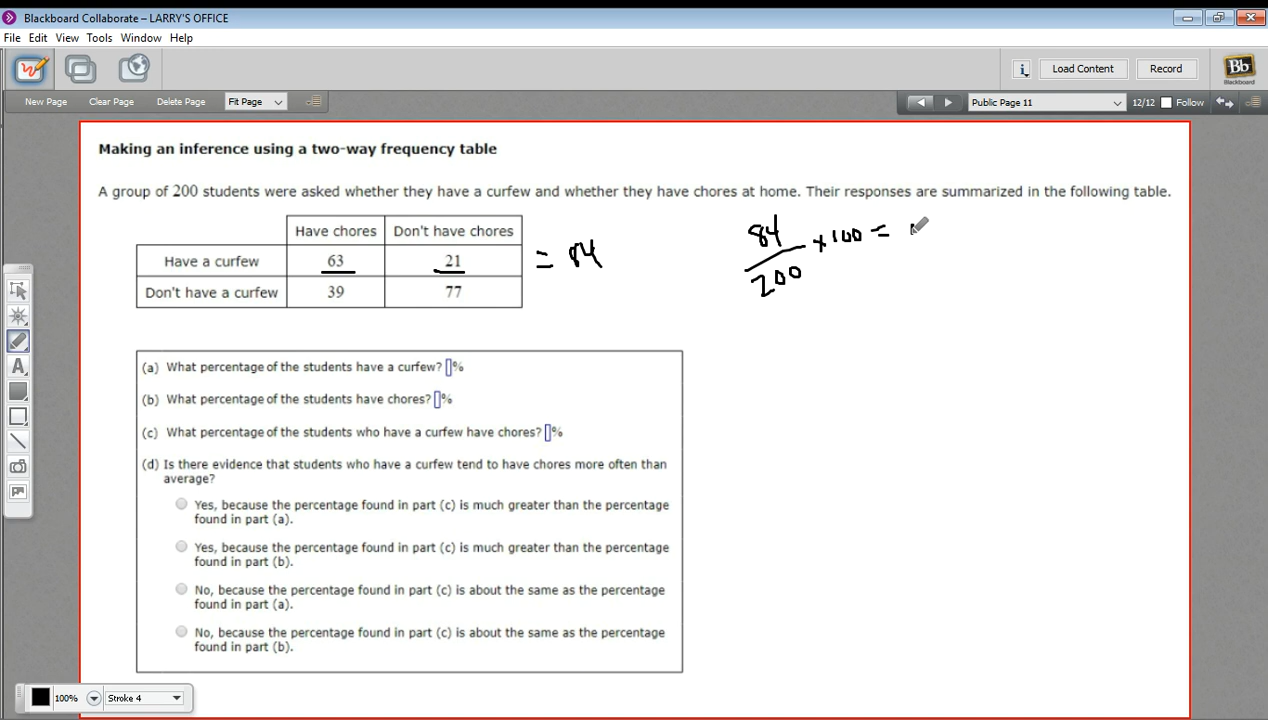 Blackboard Collaborate – LARRY'S OFFICE
File Edit View Tools Window Help
Load Content
Record
Bb
Blackboard
New Page Clear Page Delete Page Fit Page
Public Page 11 12/12 Follow
Making an inference using a two-way frequency table
A group of 200 students were asked whether they have a curfew and whether they have chores at home. Their responses are summarized in the following table.
Have chores Don't have chores
Have a curfew 63 21 = 84
Don't have a curfew 39 77
84
× 100 =
200
(a) What percentage of the students have a curfew? %
(b) What percentage of the students have chores? %
(c) What percentage of the students who have a curfew have chores? %
(d) Is there evidence that students who have a curfew tend to have chores more often than
average?
Yes, because the percentage found in part (c) is much greater than the percentage
found in part (a).
Yes, because the percentage found in part (c) is much greater than the percentage
found in part (b).
No, because the percentage found in part (c) is about the same as the percentage
found in part (a).
No, because the percentage found in part (c) is about the same as the percentage
found in part (b).
A
100% Stroke 4